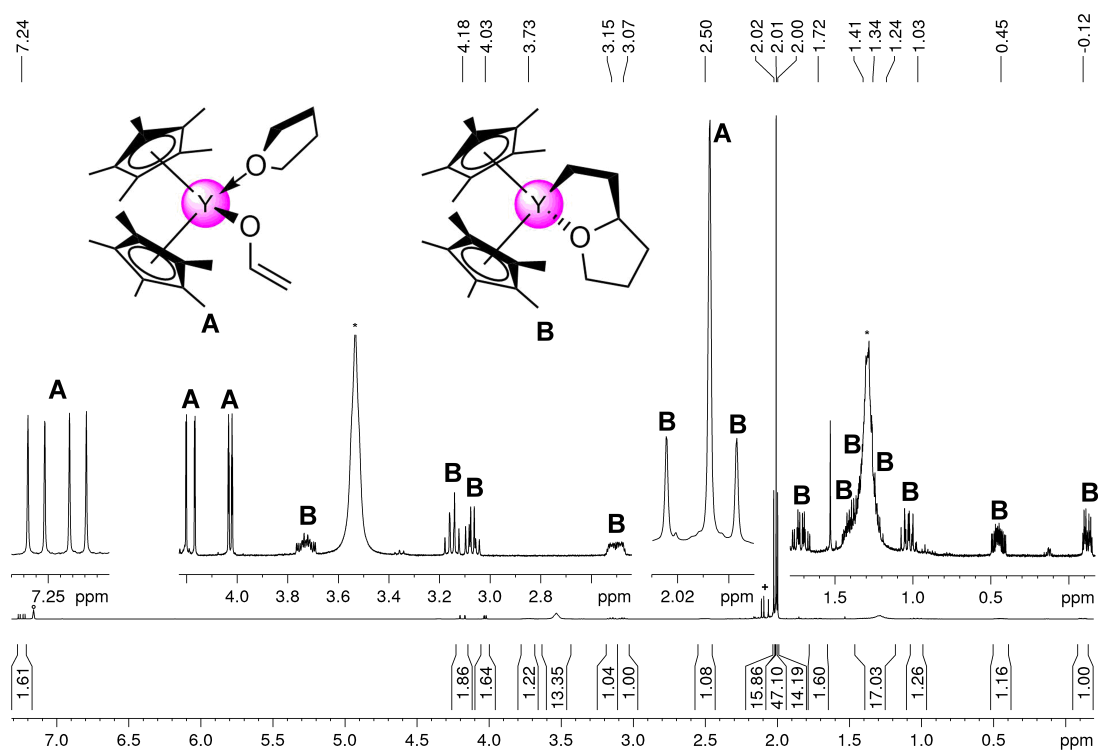 7.24 4.18 4.03 3.73 3.15 3.07 2.50 2.02 2.01 2.00 1.72 1.41 1.34 1.24 1.03 0.45 -0.12
Y O O
A
Y O
B
A
A A B * B B B
B A B
B B B * B B B B
7.25 ppm
4.0 3.8 3.6 3.4 3.2 3.0 2.8 ppm
2.02 ppm
1.5 1.0 0.5 ppm
° +
1.61 1.86 1.64 1.22 13.35 1.04 1.00 1.08 15.86 47.10 14.19 1.60 17.03 1.26 1.16 1.00
7.0 6.5 6.0 5.5 5.0 4.5 4.0 3.5 3.0 2.5 2.0 1.5 1.0 0.5 ppm